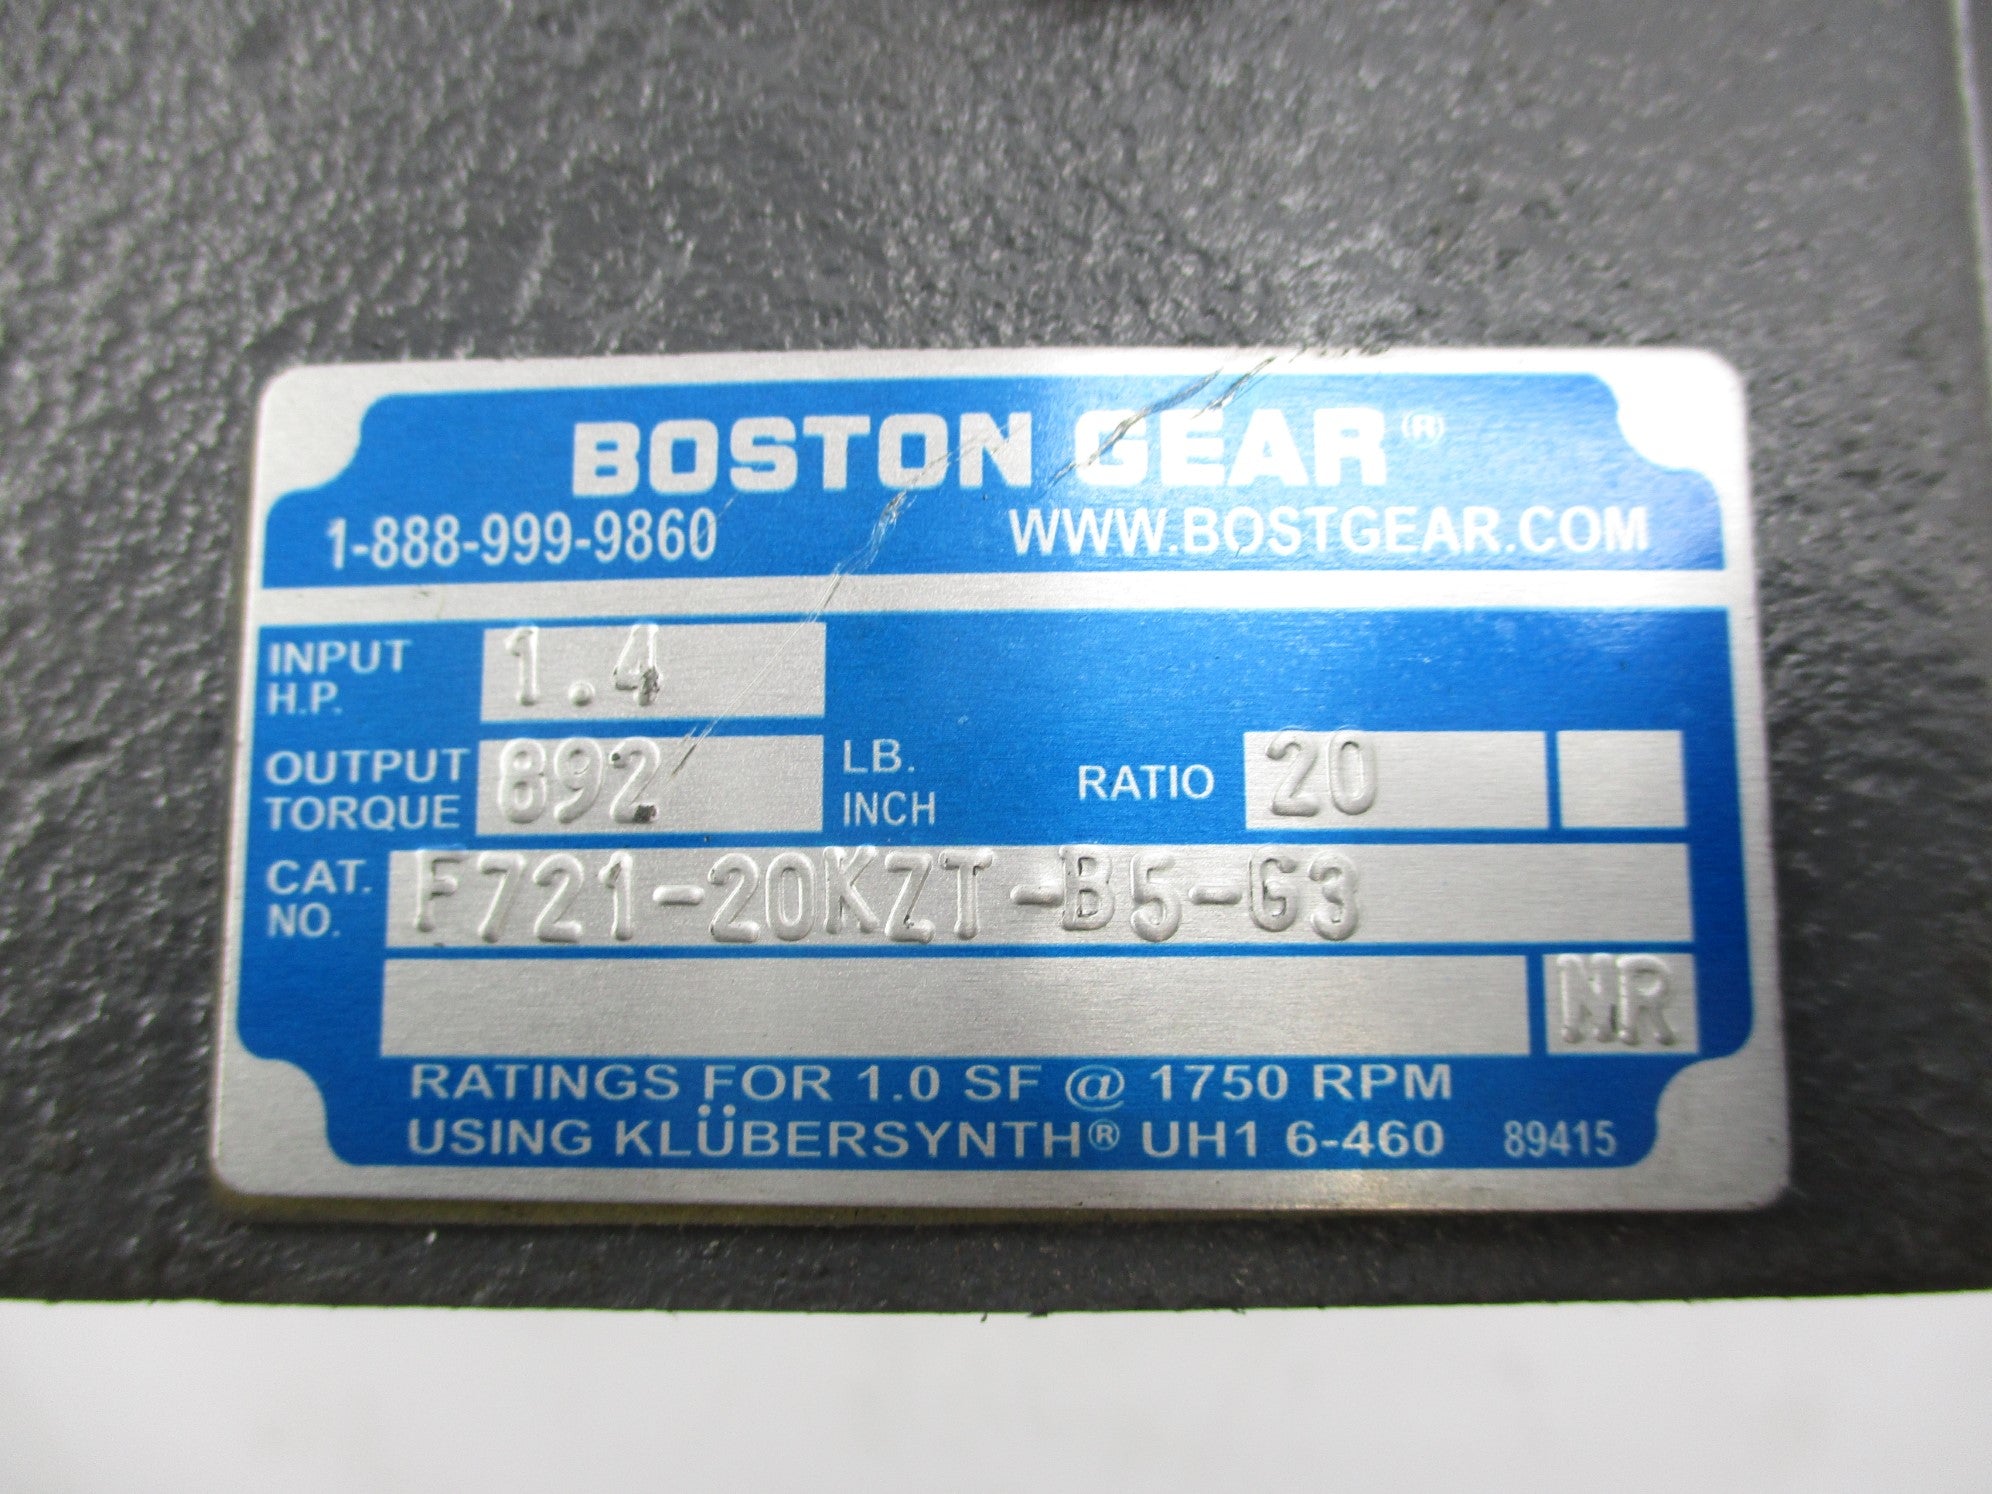 BOSTON GEAR (R)
1-888-999-9860 WWW.BOSTGEAR.COM
INPUT H.P. 1.4
OUTPUT TORQUE 892 LB. INCH RATIO 20
CAT. NO. F721-20KZT-B5-G3
NR
RATINGS FOR 1.0 SF @ 1750 RPM
USING KLÜBERSYNTH® UH1 6-460 89415